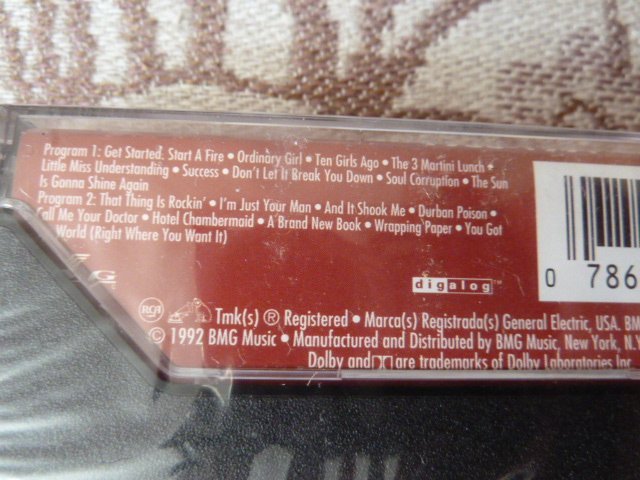 Program 1: Get Started. Start A Fire • Ordinary Girl • Ten Girls Ago • The 3 Martini Lunch •
Little Miss Understanding • Success • Don't Let It Break You Down • Soul Corruption • The Sun
Is Gonna Shine Again
Program 2: That Thing Is Rockin' • I'm Just Your Man • And It Shook Me • Durban Poison •
Call Me Your Doctor • Hotel Chambermaid • A Brand New Book • Wrapping Paper • You Got
World (Right Where You Want It)
digalog™
0 786
RCA Tmk(s) ® Registered • Marca(s) Registrada(s) General Electric, USA. BM
© 1992 BMG Music • Manufactured and Distributed by BMG Music, New York, N.Y.
Dolby and are trademarks of Dolby Laboratories Inc